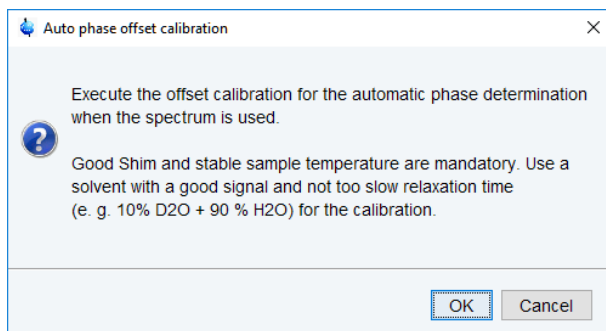 Auto phase offset calibration
Execute the offset calibration for the automatic phase determination
when the spectrum is used.
Good Shim and stable sample temperature are mandatory. Use a
solvent with a good signal and not too slow relaxation time
(e. g. 10% D2O + 90 % H2O) for the calibration.
OK Cancel